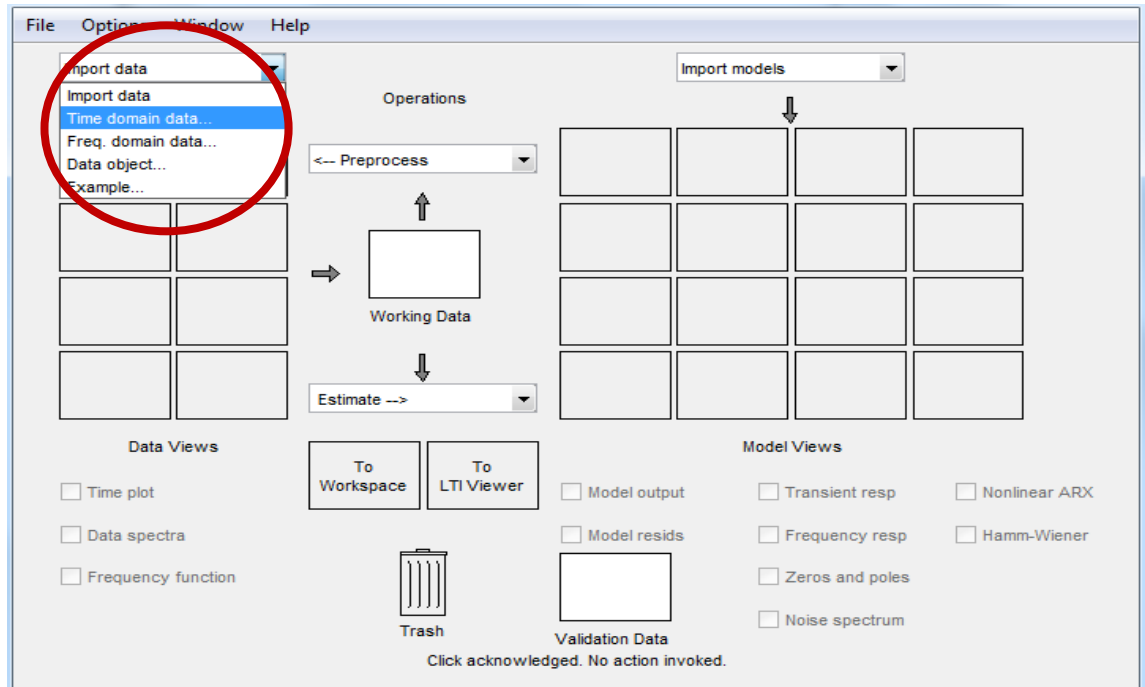 File Options Window Help
Import data
Import models
Import data
Time domain data...
Freq. domain data...
Data object...
Example...
Operations
<-- Preprocess
Working Data
Estimate -->
Data Views
Model Views
To
Workspace
To
LTI Viewer
Time plot
Data spectra
Frequency function
Model output
Transient resp
Nonlinear ARX
Model resids
Frequency resp
Hamm-Wiener
Zeros and poles
Noise spectrum
Trash
Validation Data
Click acknowledged. No action invoked.